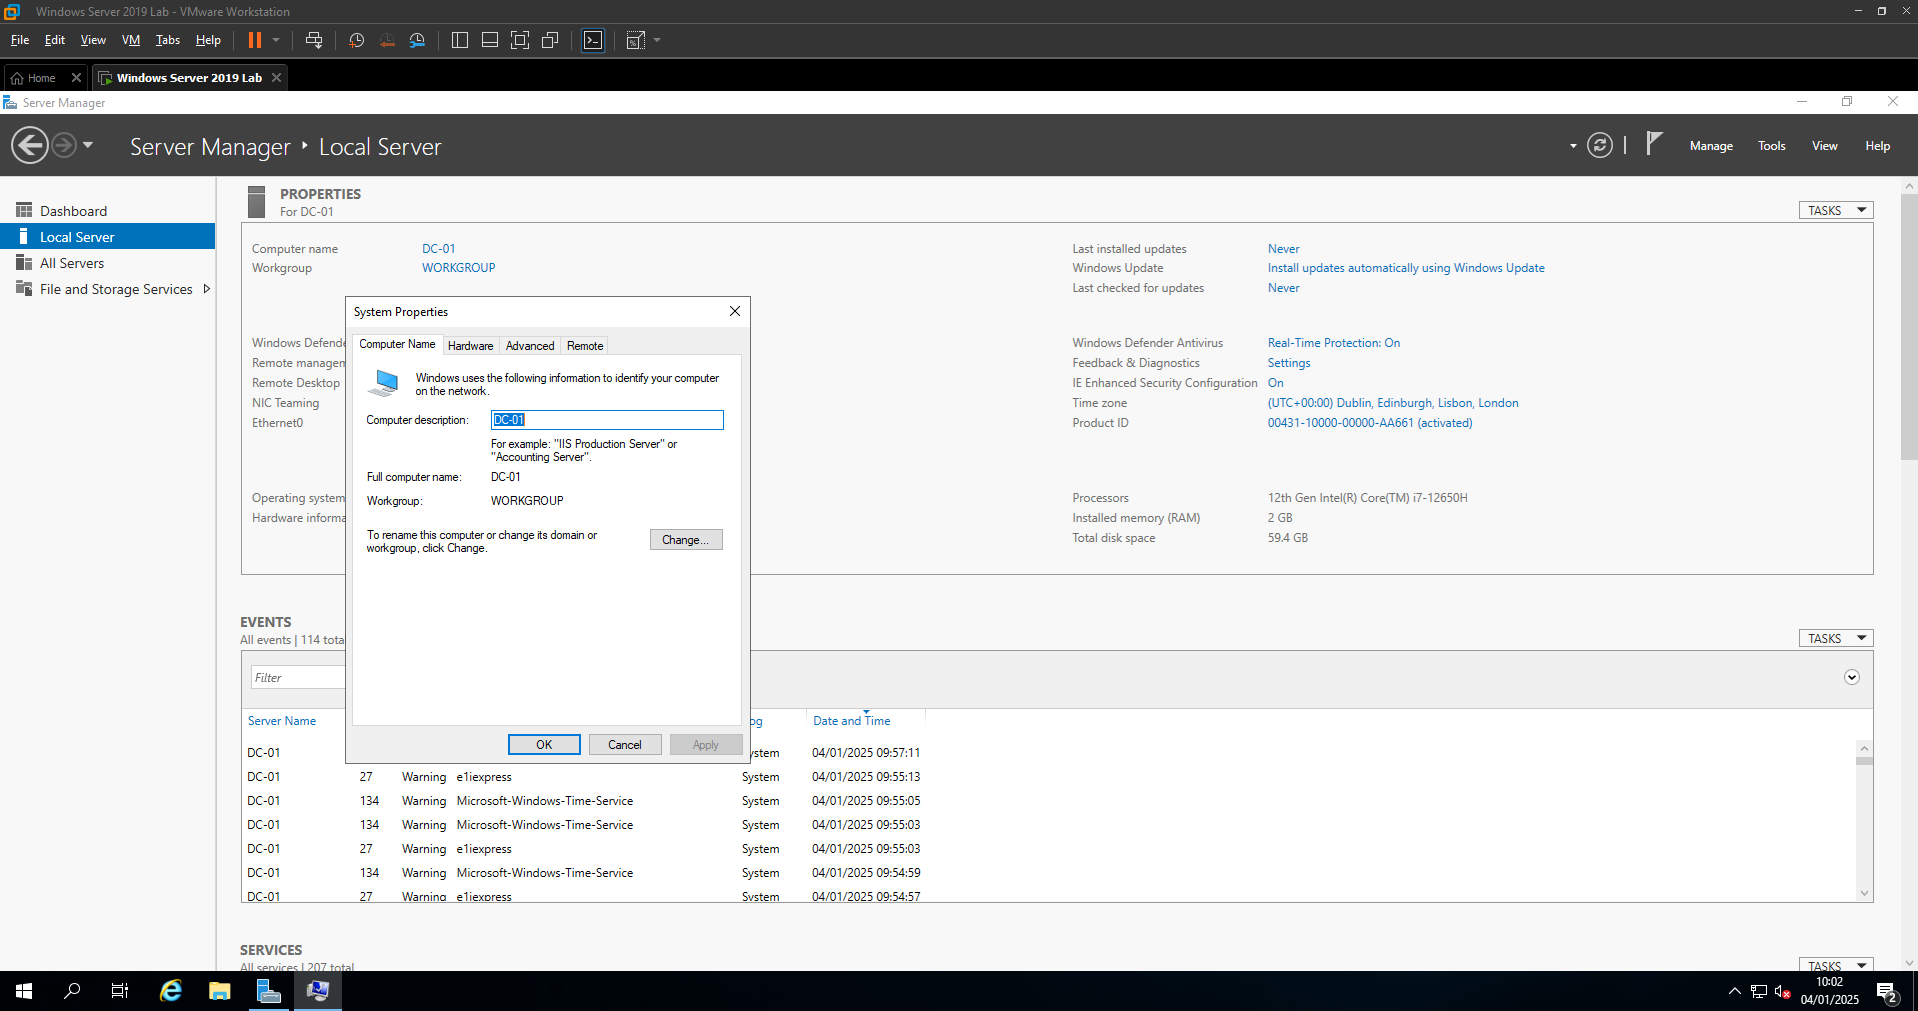 Windows Server 2019 Lab - VMware Workstation
File Edit View VM Tabs Help
Home
Windows Server 2019 Lab
Server Manager
Server Manager Local Server
Manage Tools View Help
Dashboard
Local Server
All Servers
File and Storage Services
PROPERTIES
For DC-01
TASKS
Computer name DC-01
Workgroup WORKGROUP
Last installed updates Never
Windows Update Install updates automatically using Windows Update
Last checked for updates Never
Windows Defende
Remote managem
Remote Desktop
NIC Teaming
Ethernet0
Windows Defender Antivirus Real-Time Protection: On
Feedback & Diagnostics Settings
IE Enhanced Security Configuration On
Time zone (UTC+00:00) Dublin, Edinburgh, Lisbon, London
Product ID 00431-10000-00000-AA661 (activated)
Operating system
Hardware informa
Processors 12th Gen Intel(R) Core(TM) i7-12650H
Installed memory (RAM) 2 GB
Total disk space 59.4 GB
System Properties
Computer Name Hardware Advanced Remote
Windows uses the following information to identify your computer
on the network.
Computer description: DC-01
For example: "IIS Production Server" or
"Accounting Server".
Full computer name: DC-01
Workgroup: WORKGROUP
To rename this computer or change its domain or
workgroup, click Change.
Change...
OK Cancel Apply
EVENTS
All events | 114 tota
TASKS
Filter
Server Name og Date and Time
DC-01 ystem 04/01/2025 09:57:11
DC-01 27 Warning e1iexpress System 04/01/2025 09:55:13
DC-01 134 Warning Microsoft-Windows-Time-Service System 04/01/2025 09:55:05
DC-01 134 Warning Microsoft-Windows-Time-Service System 04/01/2025 09:55:03
DC-01 27 Warning e1iexpress System 04/01/2025 09:55:03
DC-01 134 Warning Microsoft-Windows-Time-Service System 04/01/2025 09:54:59
DC-01 27 Warning e1iexpress System 04/01/2025 09:54:57
SERVICES
All services | 207 total
TASKS
10:02
04/01/2025
2